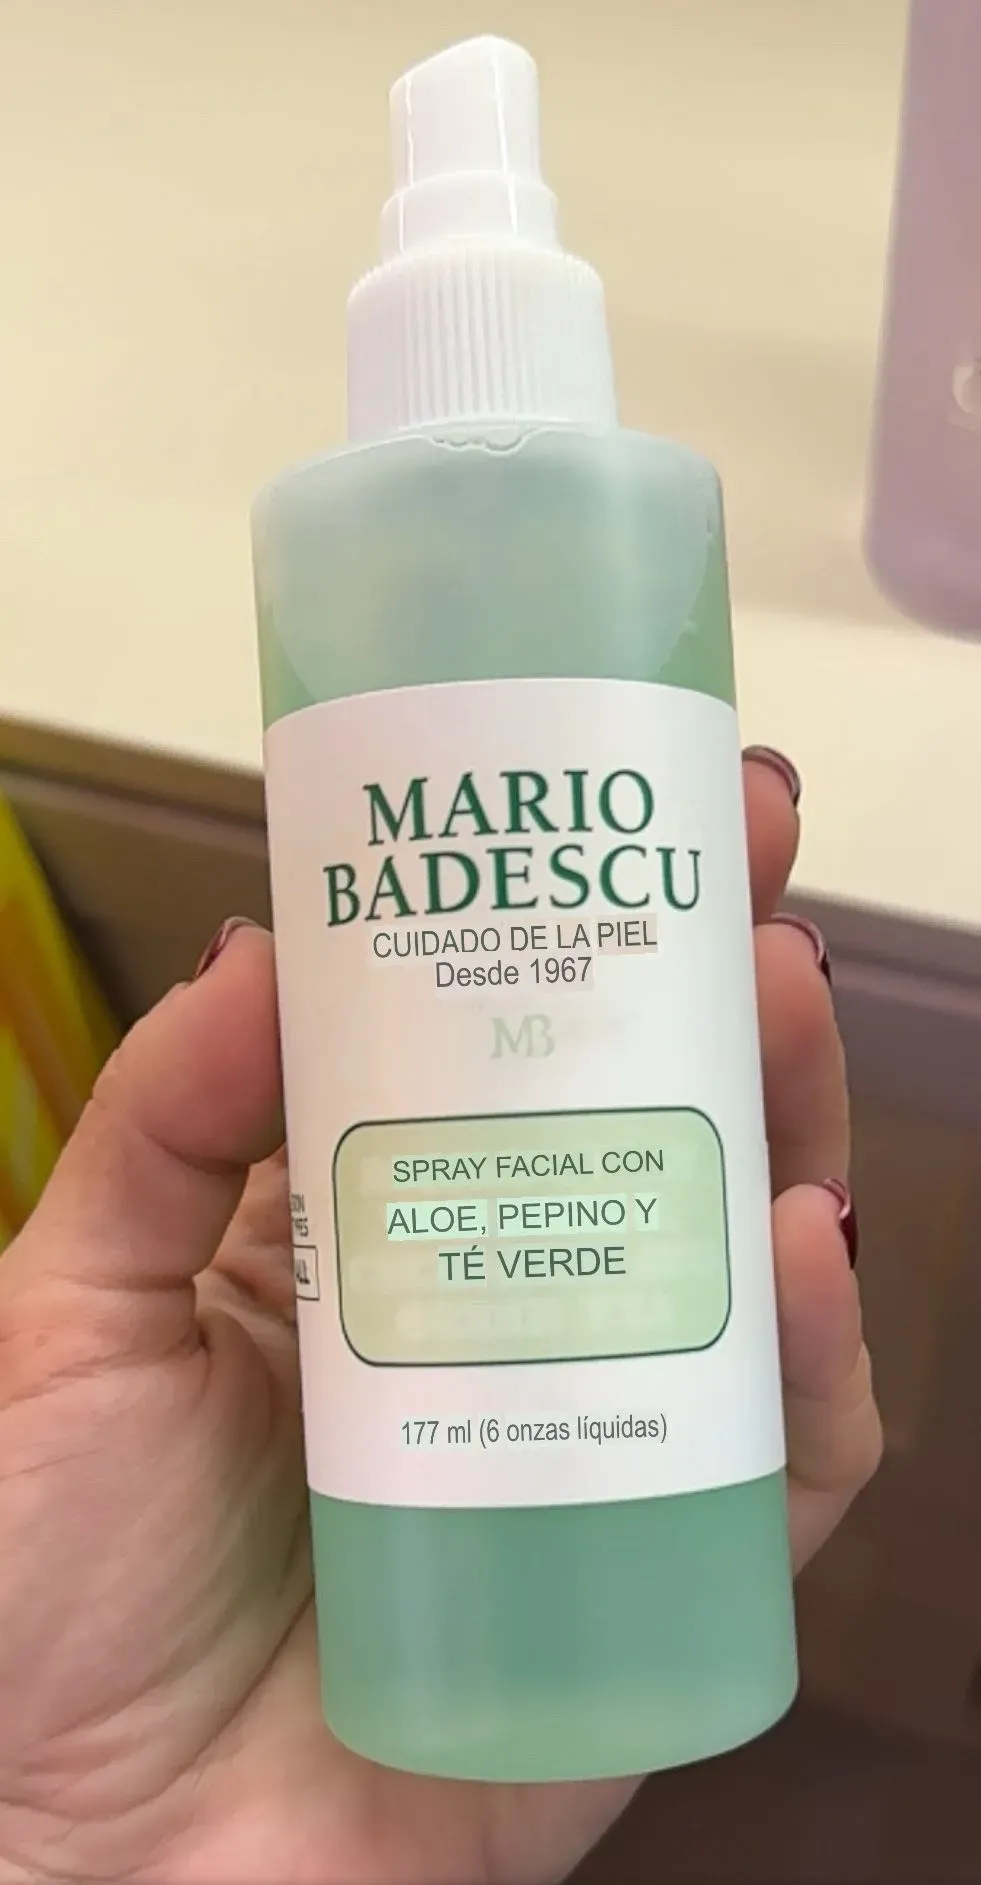 MARIO
BADESCU
CUIDADO DE LA PIEL
Desde 1967
MB
SPRAY FACIAL CON
ALOE, PEPINO Y
TÉ VERDE
177 ml (6 onzas líquidas)